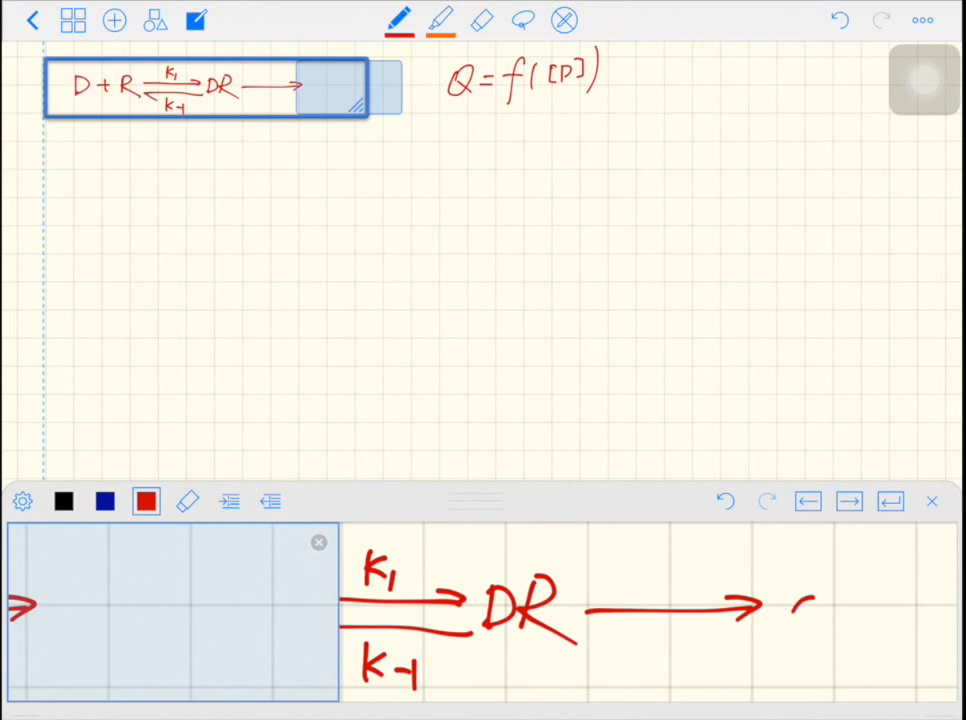 D + R ⇌ DR → Q = f([D])
K1
K-1
K1
DR →
K-1